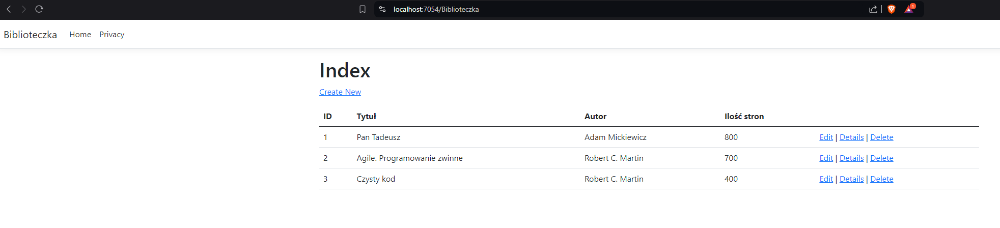 localhost:7054/Biblioteczka
1
Biblioteczka Home Privacy
Index
Create New
ID Tytuł Autor Ilość stron
1 Pan Tadeusz Adam Mickiewicz 800 Edit | Details | Delete
2 Agile. Programowanie zwinne Robert C. Martin 700 Edit | Details | Delete
3 Czysty kod Robert C. Martin 400 Edit | Details | Delete